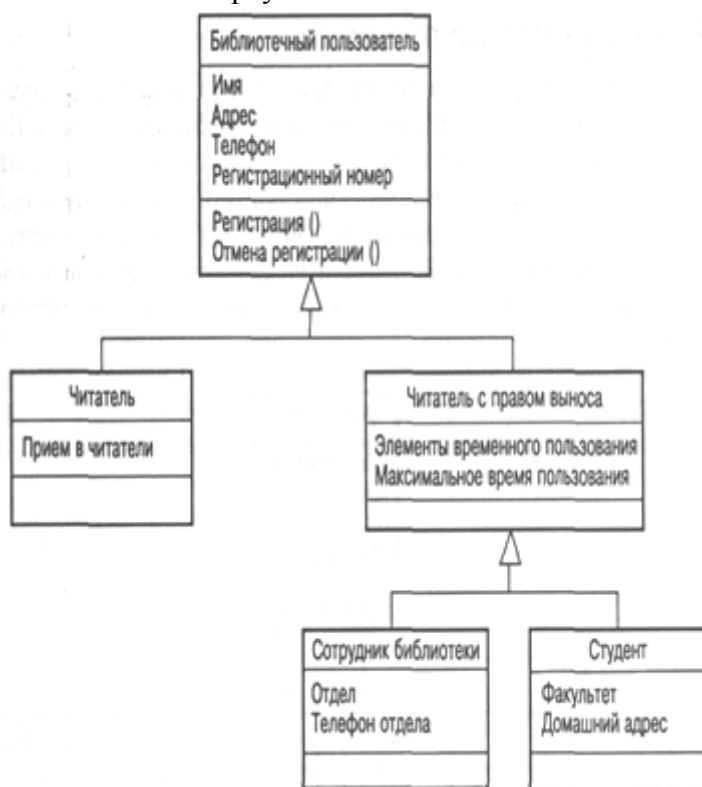 Библиотечный пользователь
Имя
Адрес
Телефон
Регистрационный номер
Регистрация ()
Отмена регистрации ()
Читатель
Прием в читатели
Читатель с правом выноса
Элементы временного пользования
Максимальное время пользования
Сотрудник библиотеки
Отдел
Телефон отдела
Студент
Факультет
Домашний адрес